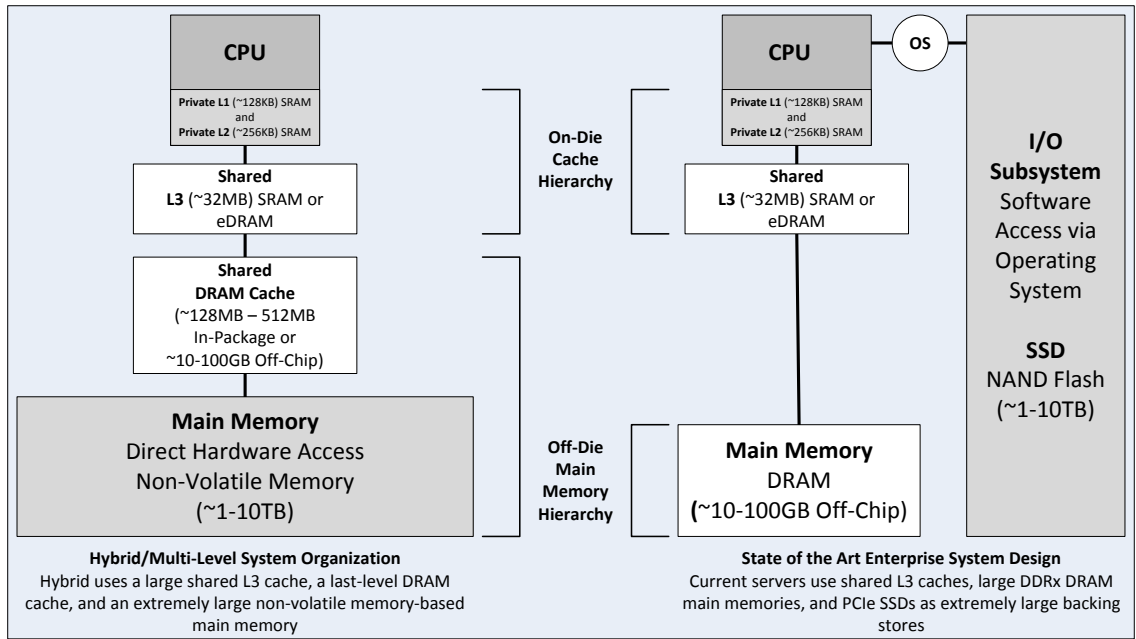 CPU
Private L1 (~128KB) SRAM
and
Private L2 (~256KB) SRAM
Shared
L3 (~32MB) SRAM or
eDRAM
Shared
DRAM Cache
(~128MB – 512MB
In-Package or
~10-100GB Off-Chip)
Main Memory
Direct Hardware Access
Non-Volatile Memory
(~1-10TB)
Hybrid/Multi-Level System Organization
Hybrid uses a large shared L3 cache, a last-level DRAM
cache, and an extremely large non-volatile memory-based
main memory
On-Die
Cache
Hierarchy
Off-Die
Main
Memory
Hierarchy
CPU
Private L1 (~128KB) SRAM
and
Private L2 (~256KB) SRAM
Shared
L3 (~32MB) SRAM or
eDRAM
Main Memory
DRAM
(~10-100GB Off-Chip)
OS
I/O
Subsystem
Software
Access via
Operating
System
SSD
NAND Flash
(~1-10TB)
State of the Art Enterprise System Design
Current servers use shared L3 caches, large DDRx DRAM
main memories, and PCIe SSDs as extremely large backing
stores